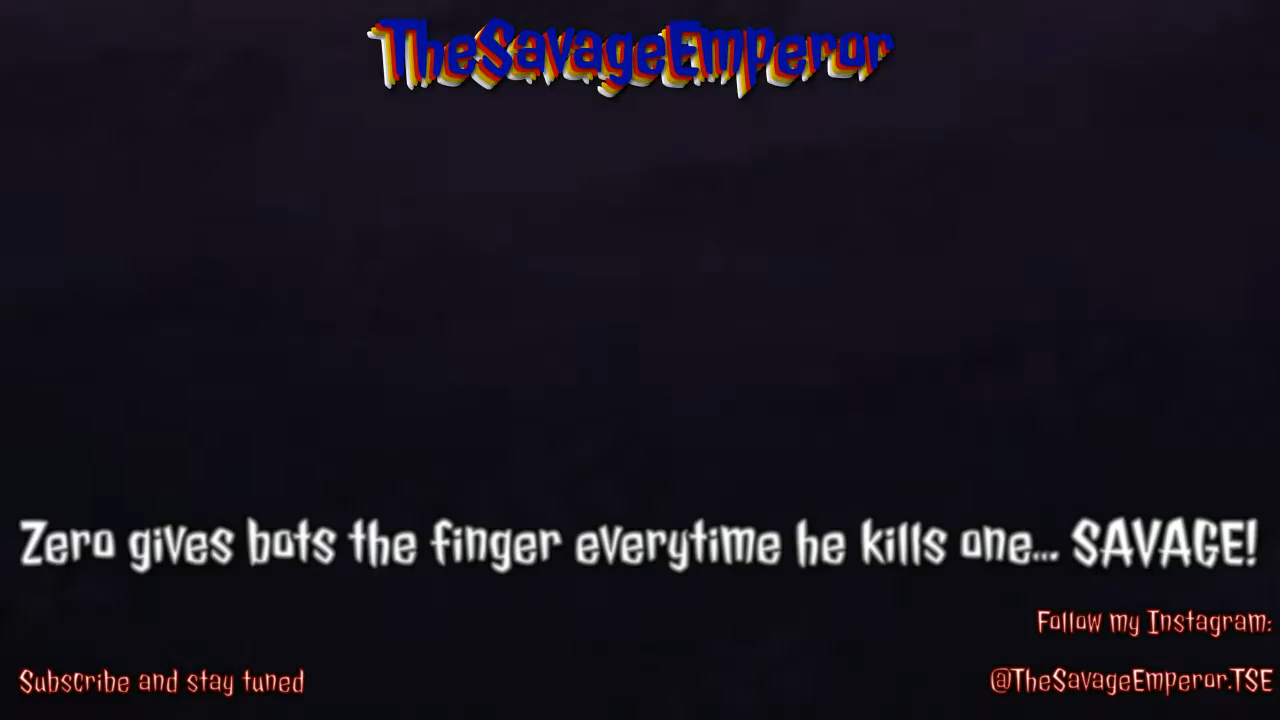 TheSavageEmperor
Zero gives bots the finger everytime he kills one... SAVAGE!
Follow my Instagram:
Subscribe and stay tuned
@TheSavageEmperor.TSE